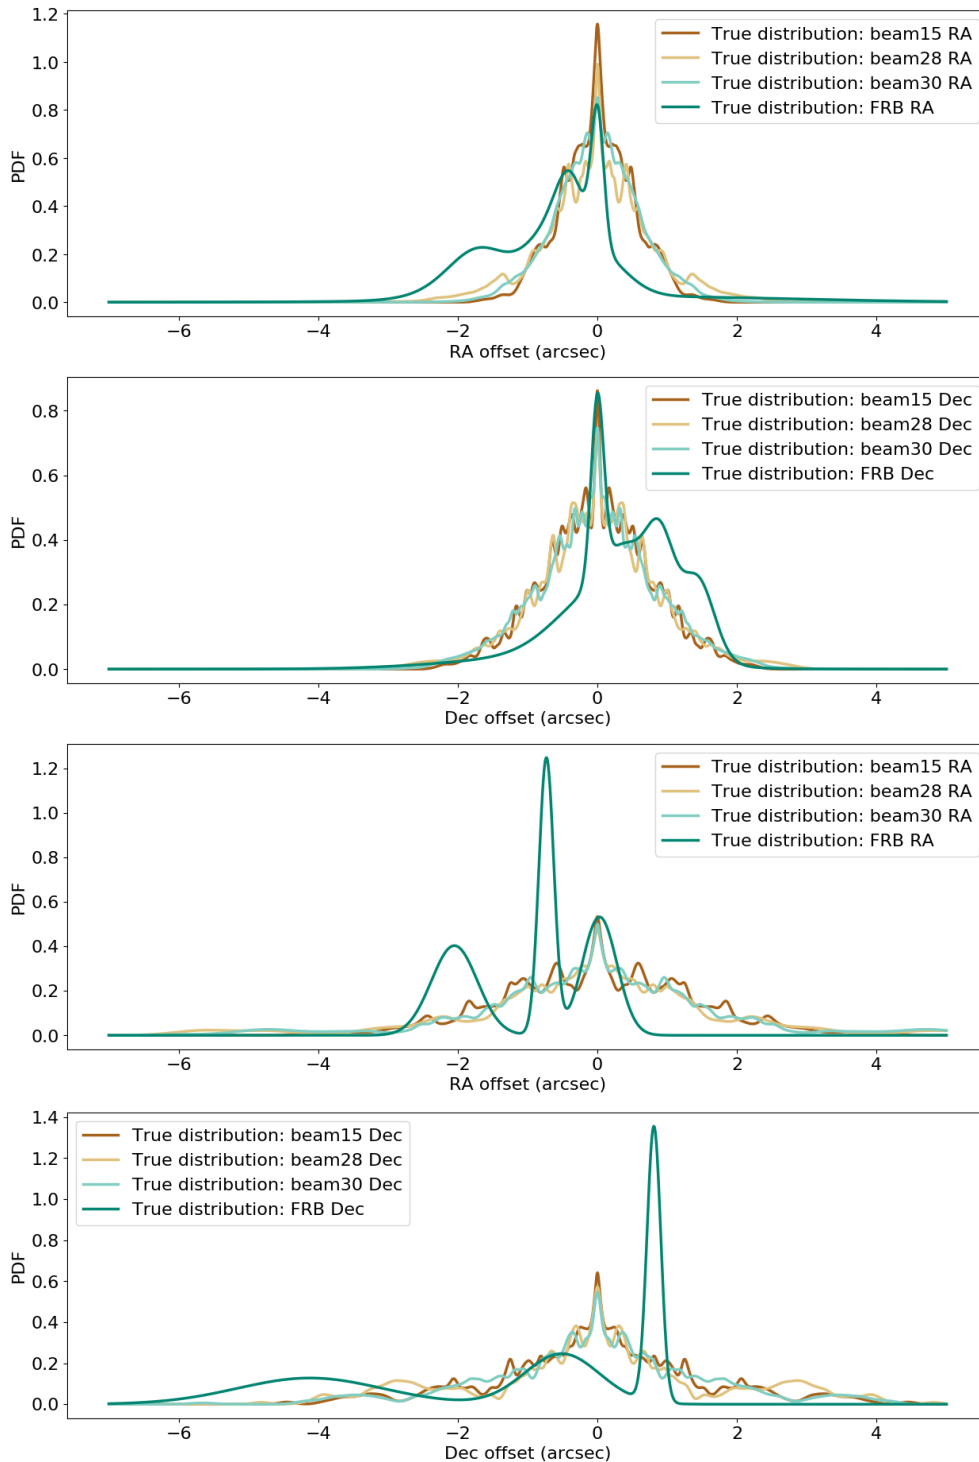 1.2
1.0
0.8
0.6
0.4
0.2
0.0
PDF
True distribution: beam15 RA
True distribution: beam28 RA
True distribution: beam30 RA
True distribution: FRB RA
−6 −4 −2 0 2 4
RA offset (arcsec)
0.8
0.6
0.4
0.2
0.0
PDF
True distribution: beam15 Dec
True distribution: beam28 Dec
True distribution: beam30 Dec
True distribution: FRB Dec
−6 −4 −2 0 2 4
Dec offset (arcsec)
1.2
1.0
0.8
0.6
0.4
0.2
0.0
PDF
True distribution: beam15 RA
True distribution: beam28 RA
True distribution: beam30 RA
True distribution: FRB RA
−6 −4 −2 0 2 4
RA offset (arcsec)
1.4
1.2
1.0
0.8
0.6
0.4
0.2
0.0
PDF
True distribution: beam15 Dec
True distribution: beam28 Dec
True distribution: beam30 Dec
True distribution: FRB Dec
−6 −4 −2 0 2 4
Dec offset (arcsec)